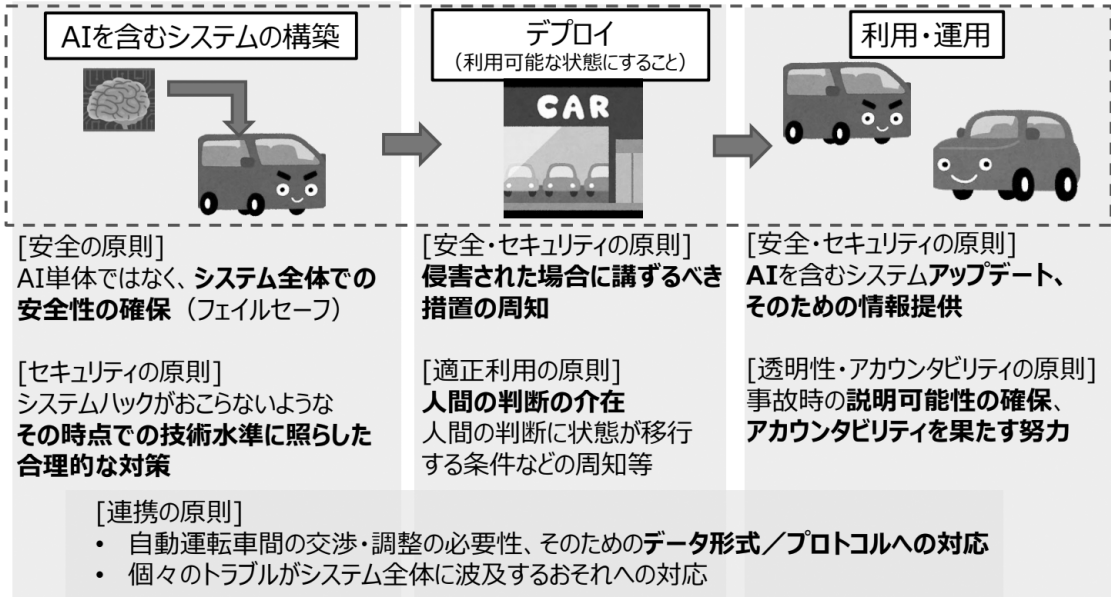 AIを含むシステムの構築
デプロイ
（利用可能な状態にすること）
利用・運用
CAR
[安全の原則]
AI単体ではなく、システム全体での
安全性の確保（フェイルセーフ）
[セキュリティの原則]
システムハックがおこらないような
その時点での技術水準に照らした
合理的な対策
[安全・セキュリティの原則]
侵害された場合に講ずるべき
措置の周知
[適正利用の原則]
人間の判断の介在
人間の判断に状態が移行
する条件などの周知等
[安全・セキュリティの原則]
AIを含むシステムアップデート、
そのための情報提供
[透明性・アカウンタビリティの原則]
事故時の説明可能性の確保、
アカウンタビリティを果たす努力
[連携の原則]
• 自動運転車間の交渉・調整の必要性、そのためのデータ形式／プロトコルへの対応
• 個々のトラブルがシステム全体に波及するおそれへの対応